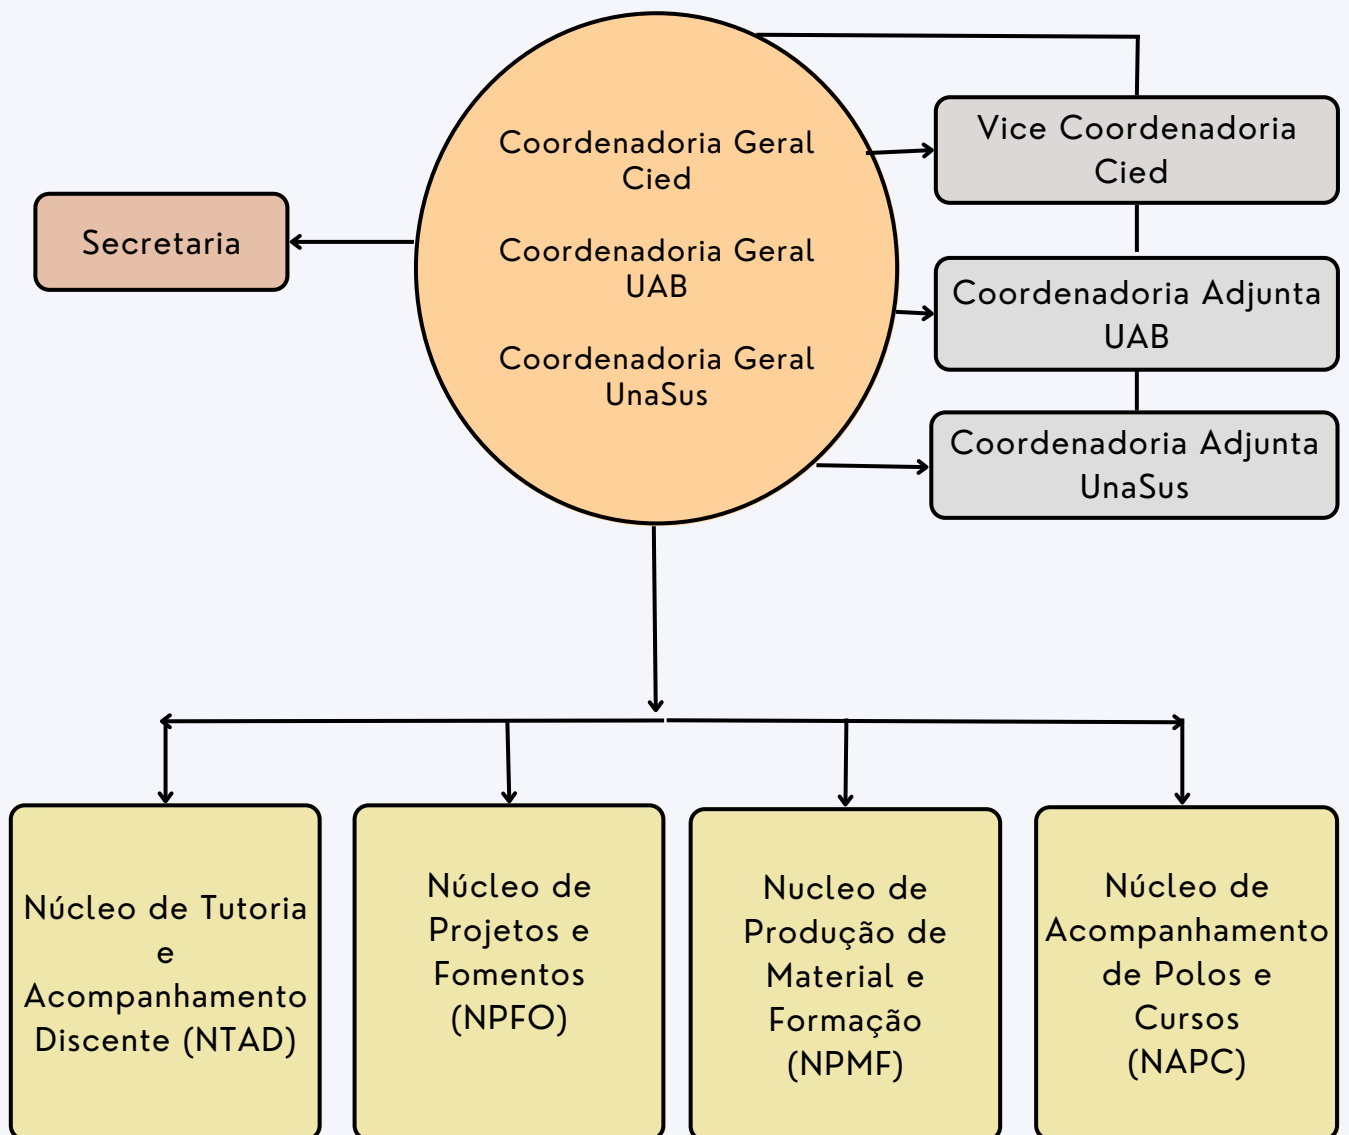 Coordenadoria Geral
Cied
Coordenadoria Geral
UAB
Coordenadoria Geral
UnaSus
Secretaria
Vice Coordenadoria
Cied
Coordenadoria Adjunta
UAB
Coordenadoria Adjunta
UnaSus
Núcleo de Tutoria
e
Acompanhamento
Discente (NTAD)
Núcleo de
Projetos e
Fomentos
(NPFO)
Nucleo de
Produção de
Material e
Formação
(NPMF)
Núcleo de
Acompanhamento
de Polos e
Cursos
(NAPC)